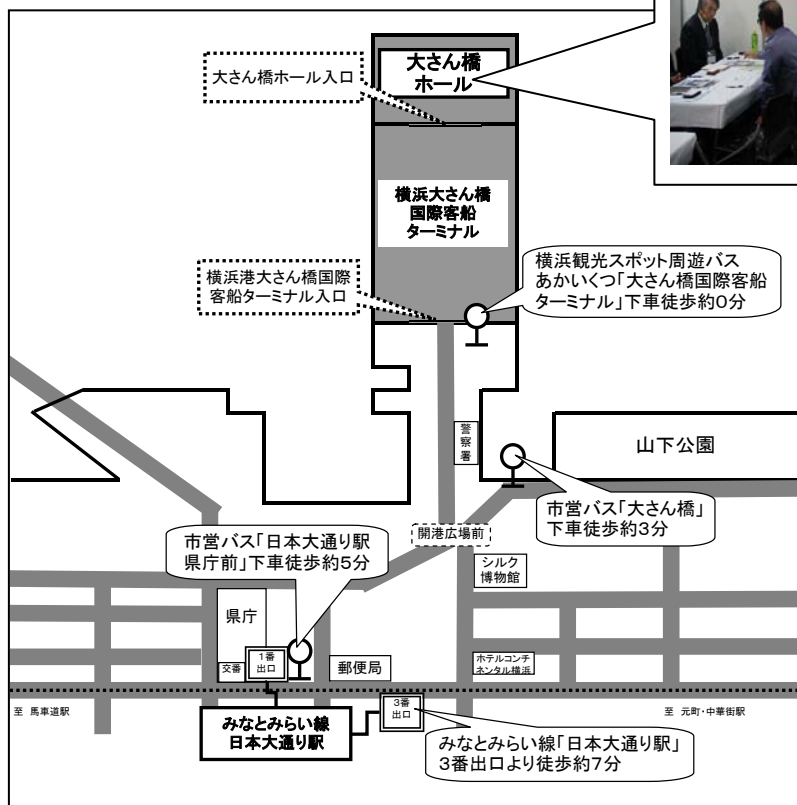 大さん橋
ホール
大さん橋ホール入口
横浜大さん橋
国際客船
ターミナル
横浜港大さん橋国際
客船ターミナル入口
横浜観光スポット周遊バス
あかいくつ「大さん橋国際客船
ターミナル」下車徒歩約0分
警察署
山下公園
市営バス「大さん橋」
下車徒歩約3分
開港広場前
市営バス「日本大通り駅
県庁前」下車徒歩約5分
シルク
博物館
県庁
交番
1番
出口
郵便局
ホテルコンチ
ネンタル横浜
至 馬車道駅
3番
出口
至 元町・中華街駅
みなとみらい線
日本大通り駅
みなとみらい線「日本大通り駅」
3番出口より徒歩約7分